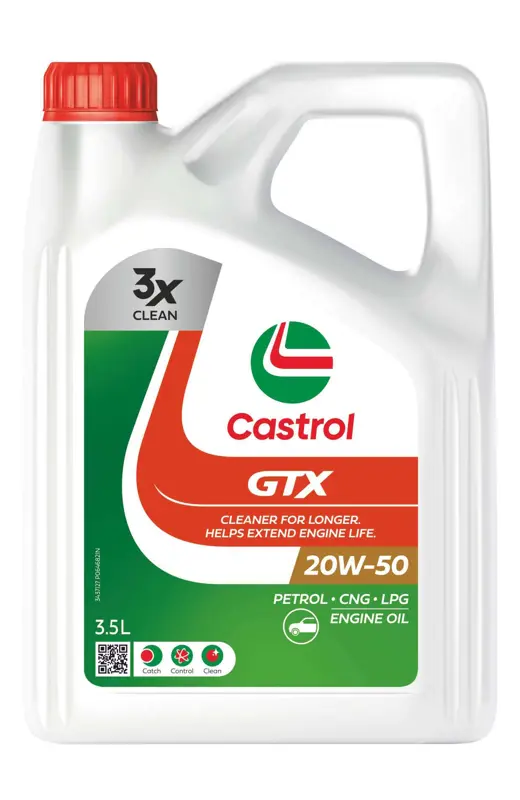 3X
CLEAN
Castrol
GTX
CLEANER FOR LONGER.
HELPS EXTEND ENGINE LIFE.
20W-50
PETROL • CNG • LPG
ENGINE OIL
3.5L
Catch Control Clean